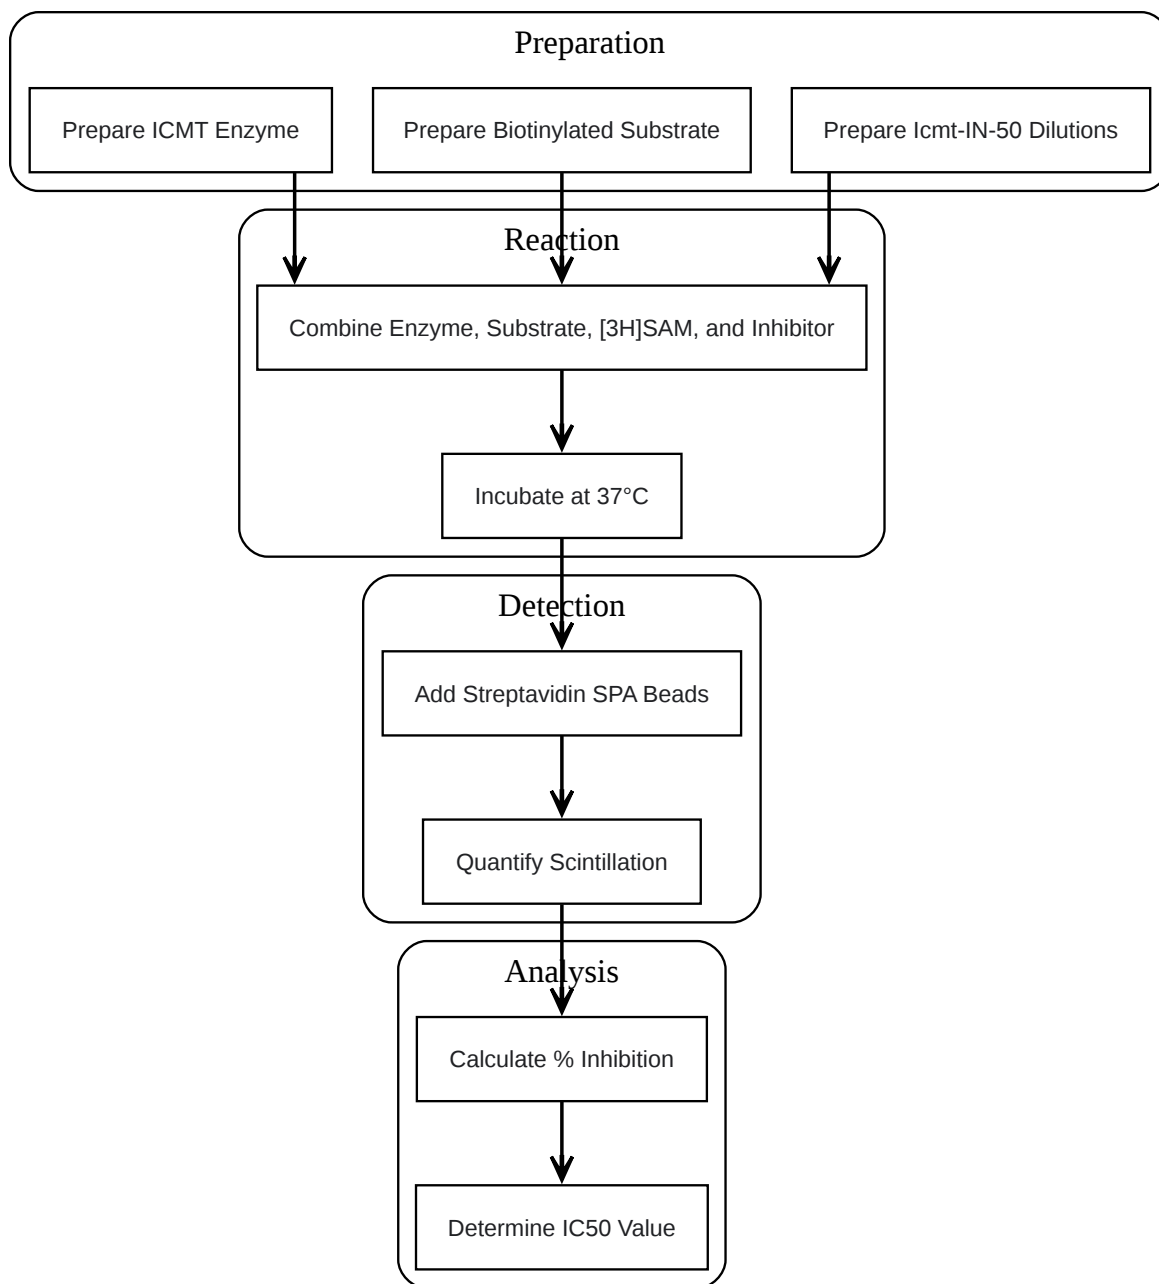 Preparation
Prepare ICMT Enzyme
Prepare Biotinylated Substrate
Prepare Icmt-IN-50 Dilutions
Reaction
Combine Enzyme, Substrate, [3H]SAM, and Inhibitor
Incubate at 37°C
Detection
Add Streptavidin SPA Beads
Quantify Scintillation
Analysis
Calculate % Inhibition
Determine IC50 Value